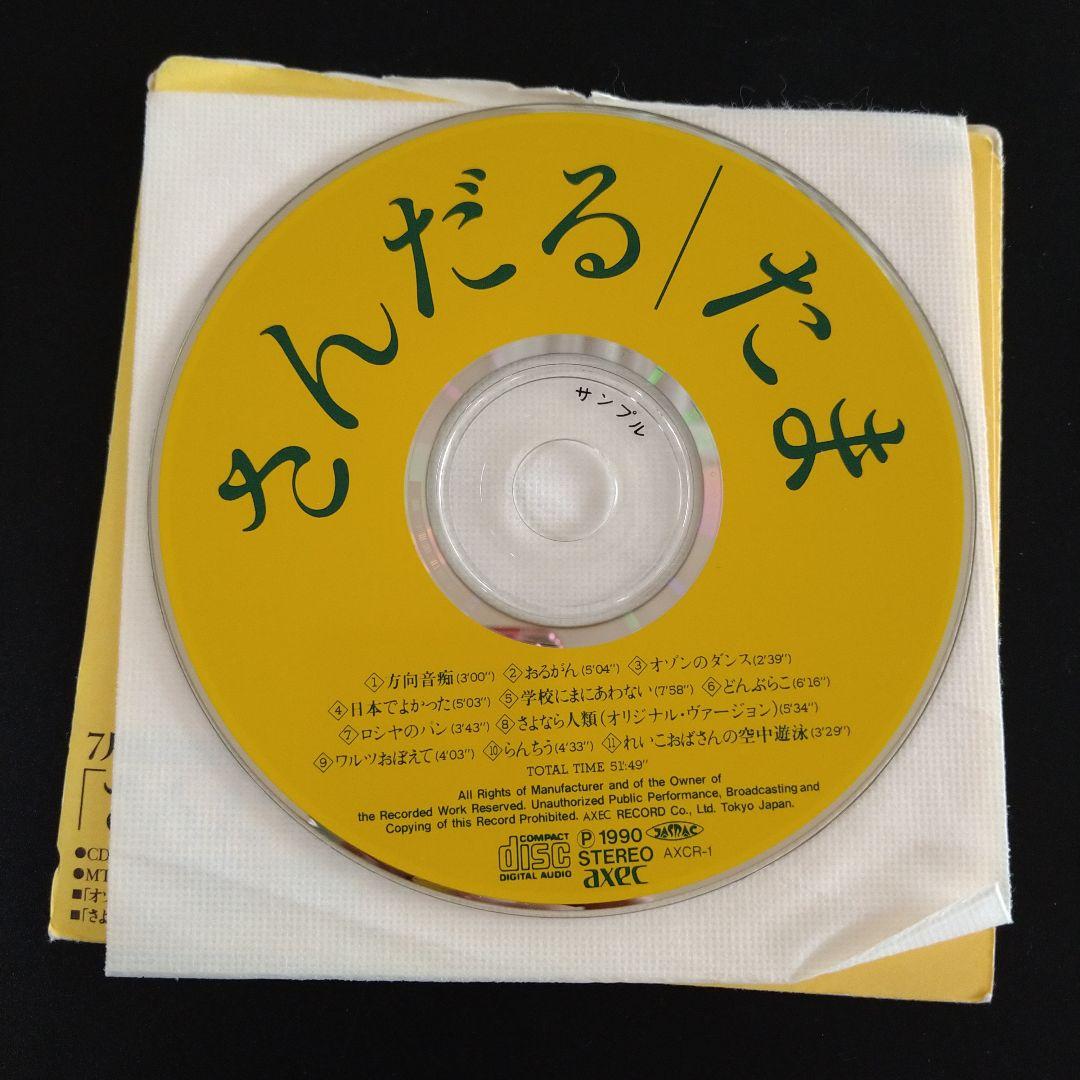 さんだる/たま
サンプル
①方向音痴(3'00") ②おるがん(5'04") ③オゾンのダンス(2'39")
④日本でよかった(5'03") ⑤学校にまにあわない(7'58") ⑥どんぶらこ(6'16")
⑦ロシヤのパン(3'43") ⑧さよなら人類(オリジナル・ヴァージョン)(5'34")
⑨ワルツおぼえて(4'03") ⑩らんちう(4'33") ⑪れいこおばさんの空中遊泳(3'29")
TOTAL TIME 51'49"
All Rights of Manufacturer and of the Owner of
the Recorded Work Reserved. Unauthorized Public Performance, Broadcasting and
Copying of this Record Prohibited. AXEC RECORD Co., Ltd. Tokyo Japan.
COMPACT disc DIGITAL AUDIO
Ⓟ 1990 JASRAC
STEREO AXCR-1
axec
7月
「
●CD
●MT
■「オゾ
■「さよ